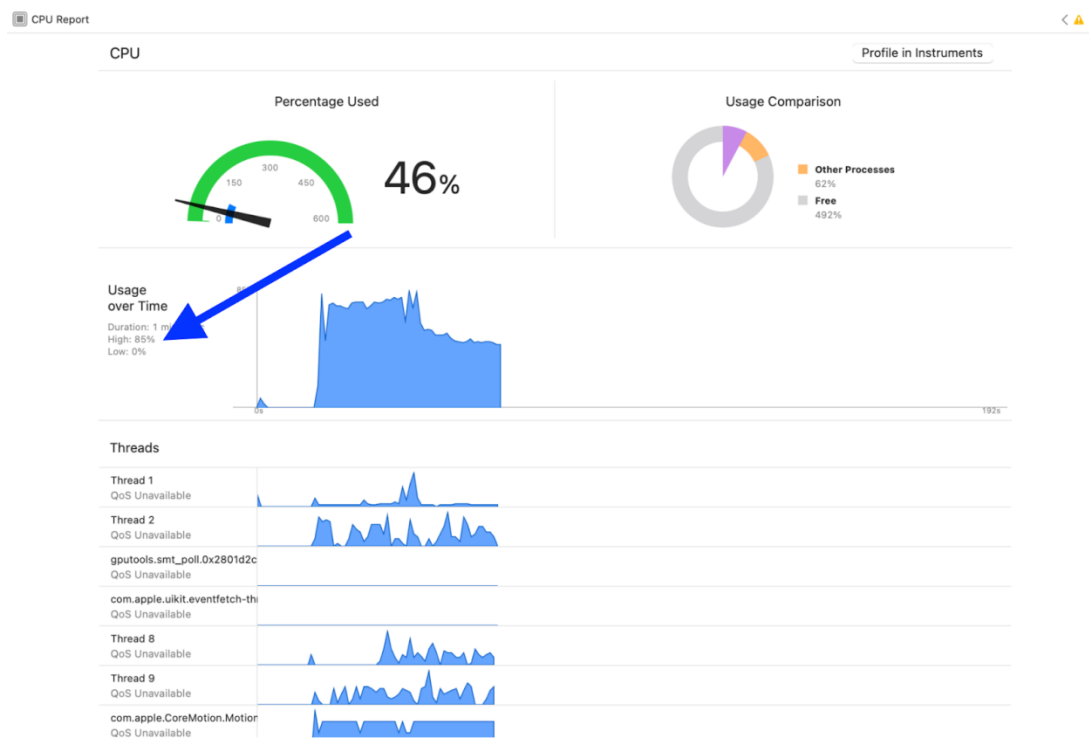 CPU Report
CPU
Profile in Instruments
Percentage Used
Usage Comparison
0
150
300
450
600
46%
Other Processes
62%
Free
492%
Usage
over Time
Duration: 1
High: 85%
Low: 0%
0s
192s
Threads
Thread 1
QoS Unavailable
Thread 2
QoS Unavailable
gputools.smt_poll.0x2801d2c
QoS Unavailable
com.apple.uikit.eventfetch-th
QoS Unavailable
Thread 8
QoS Unavailable
Thread 9
QoS Unavailable
com.apple.CoreMotion.Motion
QoS Unavailable